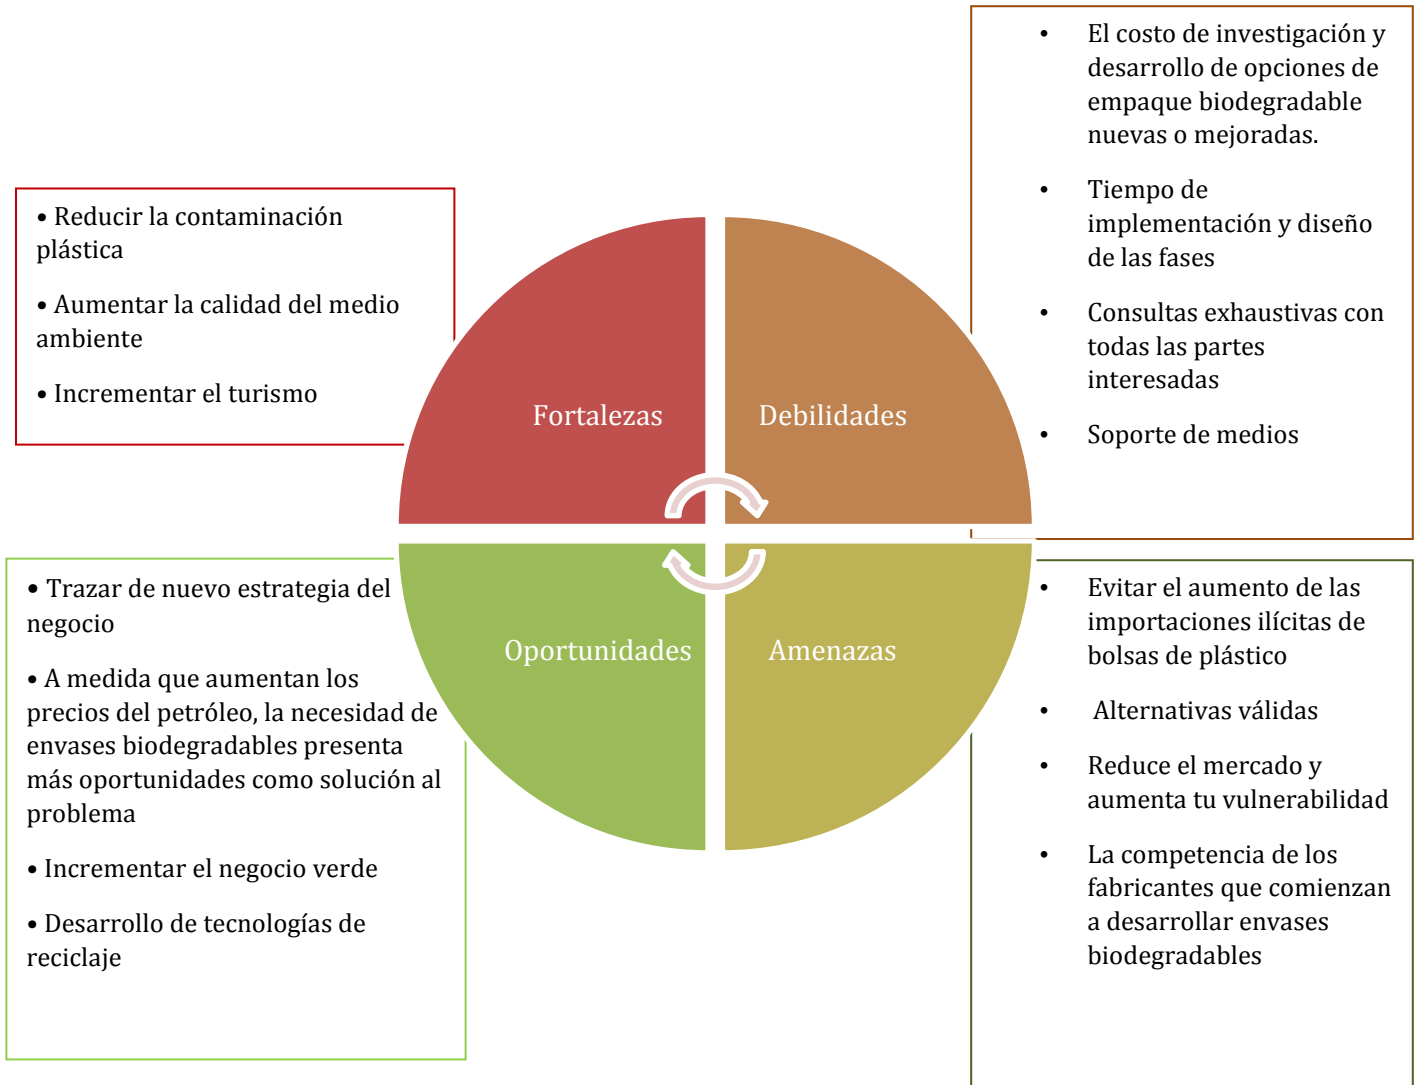 • Reducir la contaminación
plástica
• Aumentar la calidad del medio
ambiente
• Incrementar el turismo
Fortalezas
Debilidades
• El costo de investigación y
desarrollo de opciones de
empaque biodegradable
nuevas o mejoradas.
• Tiempo de
implementación y diseño
de las fases
• Consultas exhaustivas con
todas las partes
interesadas
• Soporte de medios
• Trazar de nuevo estrategia del
negocio
• A medida que aumentan los
precios del petróleo, la necesidad de
envases biodegradables presenta
más oportunidades como solución al
problema
• Incrementar el negocio verde
• Desarrollo de tecnologías de
reciclaje
Oportunidades
Amenazas
• Evitar el aumento de las
importaciones ilícitas de
bolsas de plástico
• Alternativas válidas
• Reduce el mercado y
aumenta tu vulnerabilidad
• La competencia de los
fabricantes que comienzan
a desarrollar envases
biodegradables